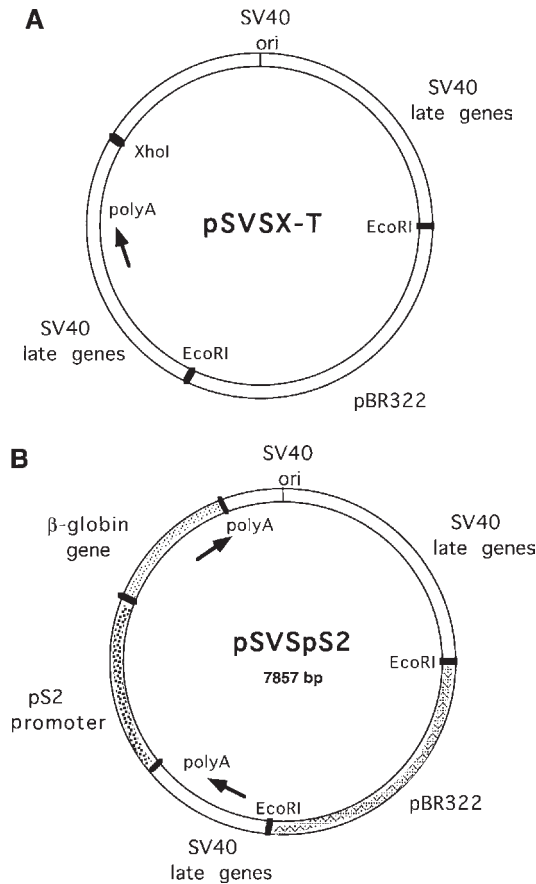 A
SV40
ori
SV40
late genes
XhoI
polyA
pSVSX-T
EcoRI
SV40
late genes
EcoRI
pBR322
B
SV40
ori
β-globin
gene
polyA
SV40
late genes
pSVSpS2
7857 bp
EcoRI
pS2
promoter
polyA
EcoRI
pBR322
SV40
late genes